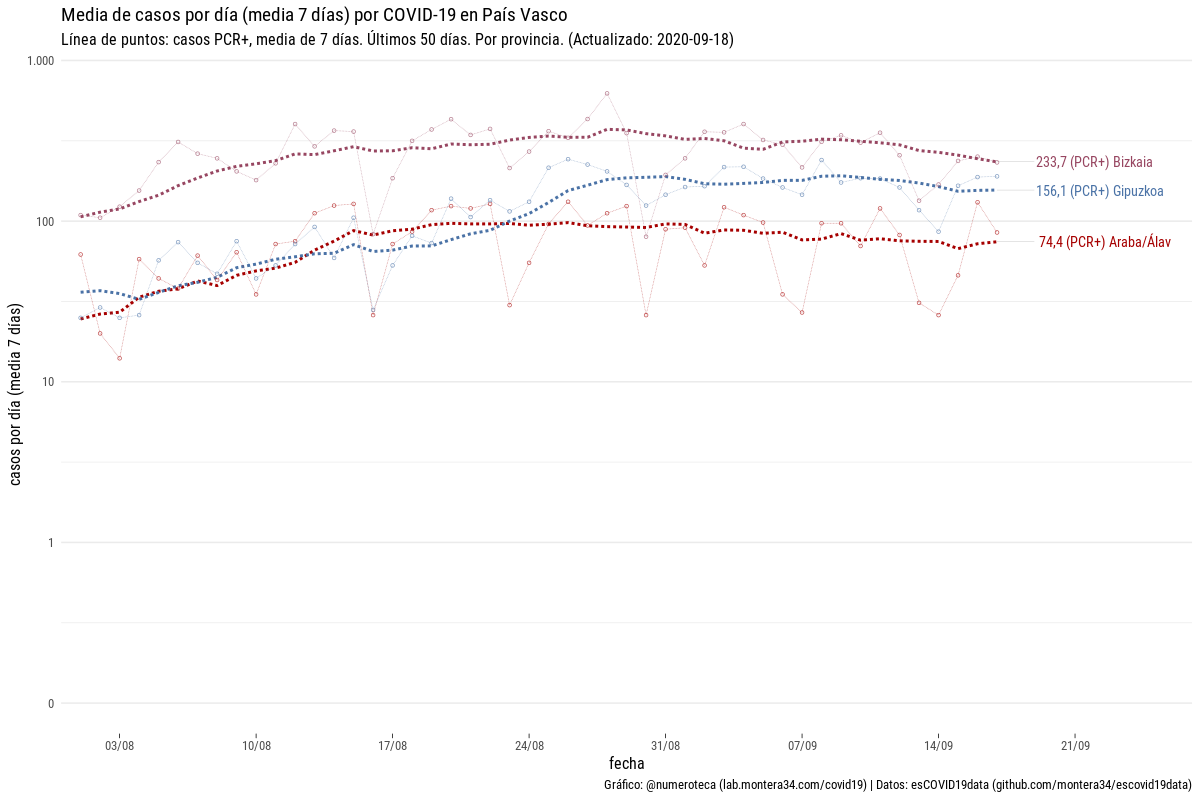 Media de casos por día (media 7 días) por COVID-19 en País Vasco
Línea de puntos: casos PCR+, media de 7 días. Últimos 50 días. Por provincia. (Actualizado: 2020-09-18)
casos por día (media 7 días)
1.000
100
10
1
0
233,7 (PCR+) Bizkaia
156,1 (PCR+) Gipuzkoa
74,4 (PCR+) Araba/Álav
03/08 10/08 17/08 24/08 31/08 07/09 14/09 21/09
fecha
Gráfico: @numeroteca (lab.montera34.com/covid19) | Datos: esCOVID19data (github.com/montera34/escovid19data)